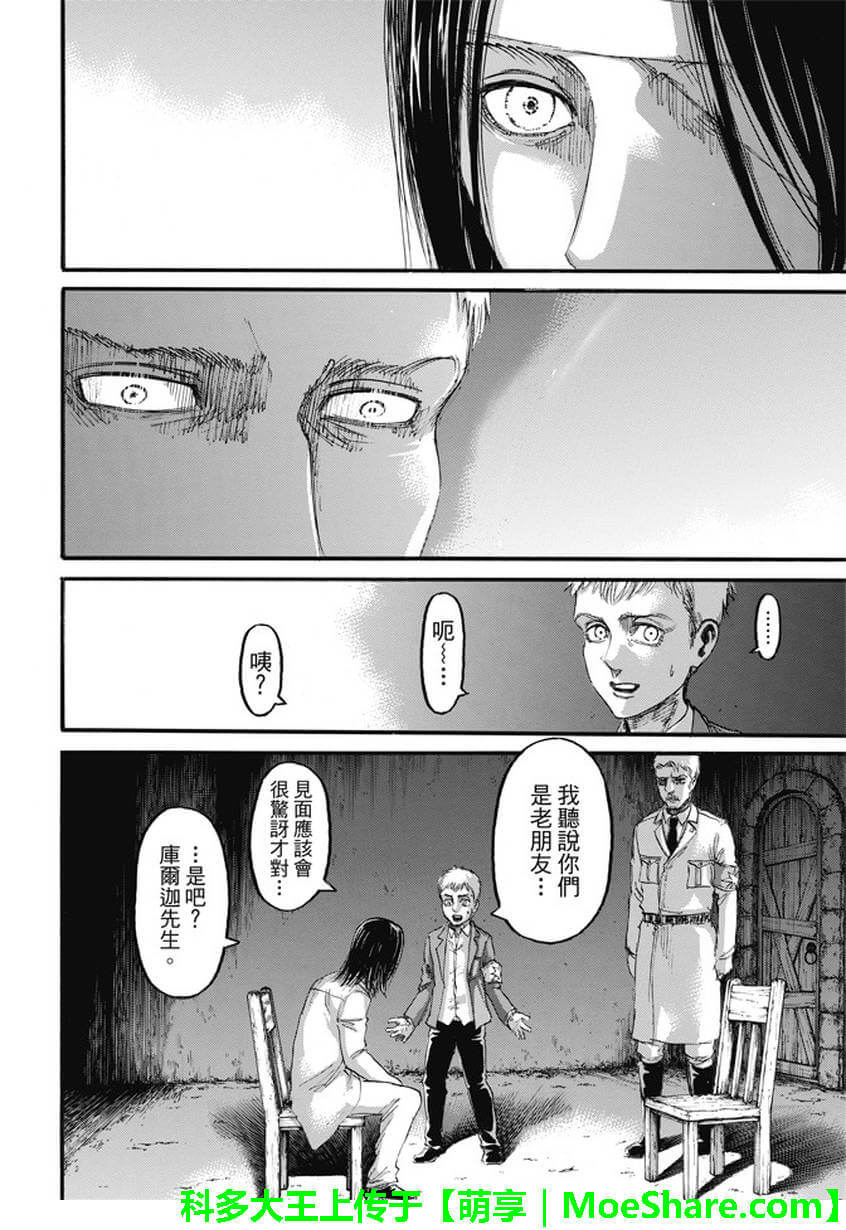 ……
呃～……
咦？
我聽說你們
是老朋友…
見面應該會
很驚訝才對…
…是吧？
庫爾迦先生。
科多大王上传于【萌享｜MoeShare.com】